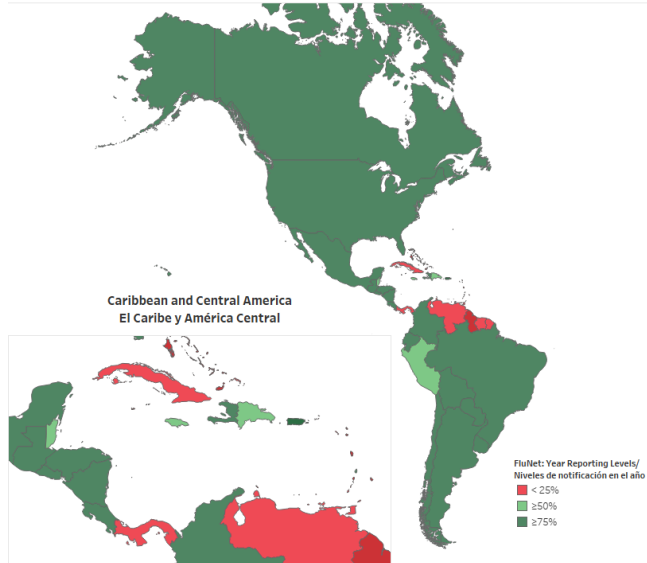 Caribbean and Central America
El Caribe y América Central
FluNet: Year Reporting Levels/
Niveles de notificación en el año
< 25%
≥50%
≥75%